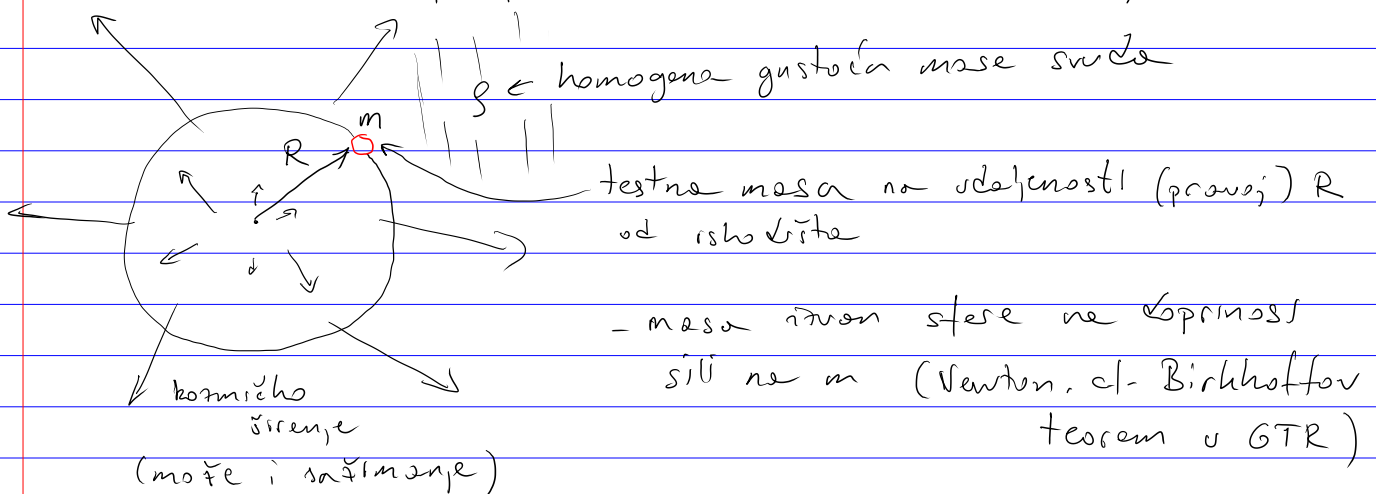 m
R
ρ ← homogena gustoća mase svuda
testna masa na udaljenosti (pravoj) R
od ishodišta
- masa izvan sfere ne doprinosi
sili na m (Newton. cf. Birkhoffov
teorem u GTR)
kozmičko
širenje
(može i sažimanje)